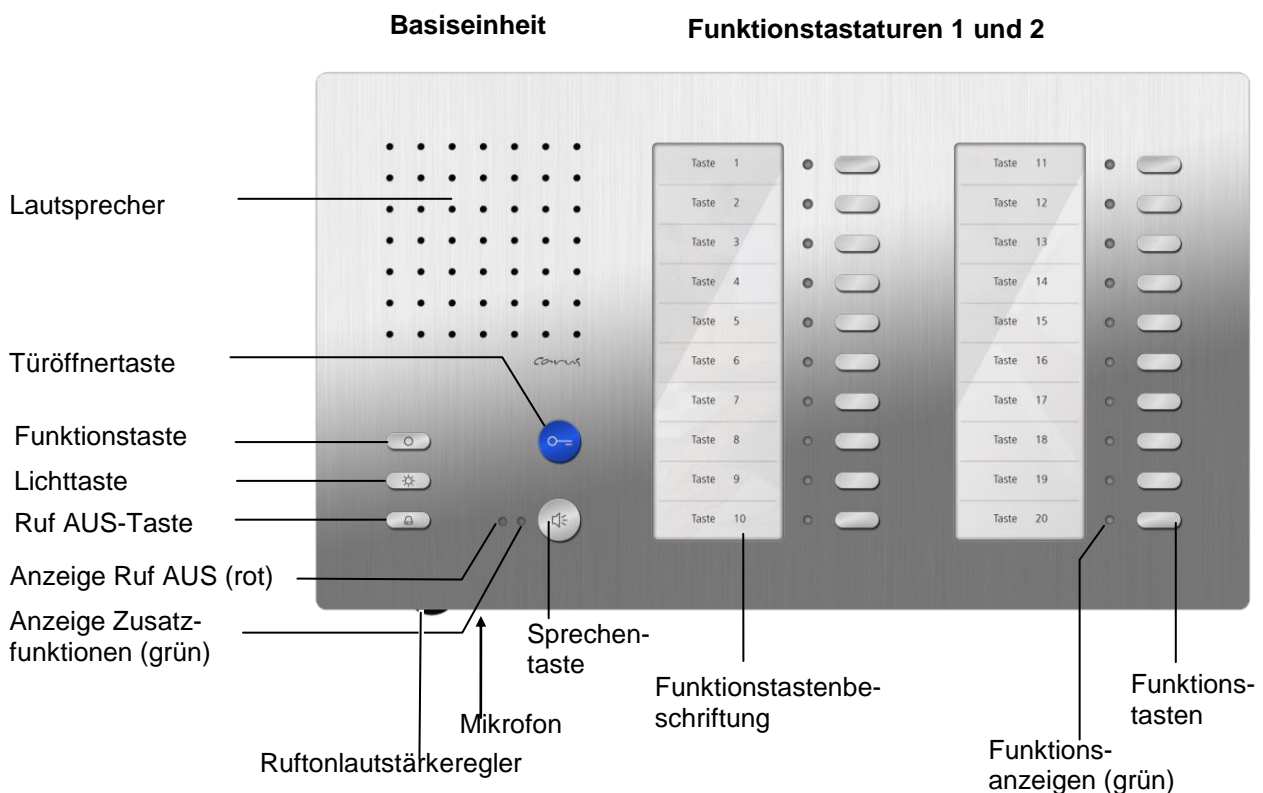 Basiseinheit
Funktionstastaturen 1 und 2
Lautsprecher
Türöffnertaste
Funktionstaste
Lichttaste
Ruf AUS-Taste
Anzeige Ruf AUS (rot)
Anzeige Zusatz-
funktionen (grün)
carus
Taste 1
Taste 2
Taste 3
Taste 4
Taste 5
Taste 6
Taste 7
Taste 8
Taste 9
Taste 10
Taste 11
Taste 12
Taste 13
Taste 14
Taste 15
Taste 16
Taste 17
Taste 18
Taste 19
Taste 20
Sprechen-
taste
Mikrofon
Ruftonlautstärkeregler
Funktionstastenbe-
schriftung
Funktions-
anzeigen (grün)
Funktions-
tasten